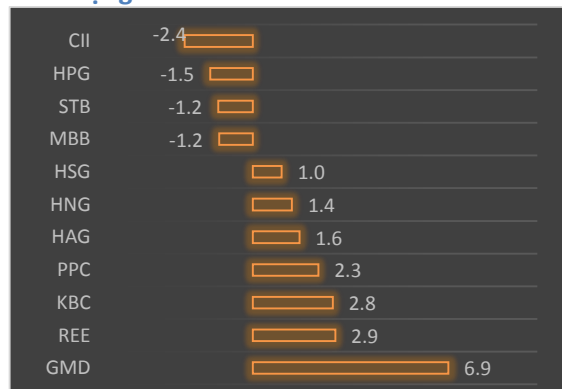 CII -2.4
HPG -1.5
STB -1.2
MBB -1.2
HSG 1.0
HNG 1.4
HAG 1.6
PPC 2.3
KBC 2.8
REE 2.9
GMD 6.9